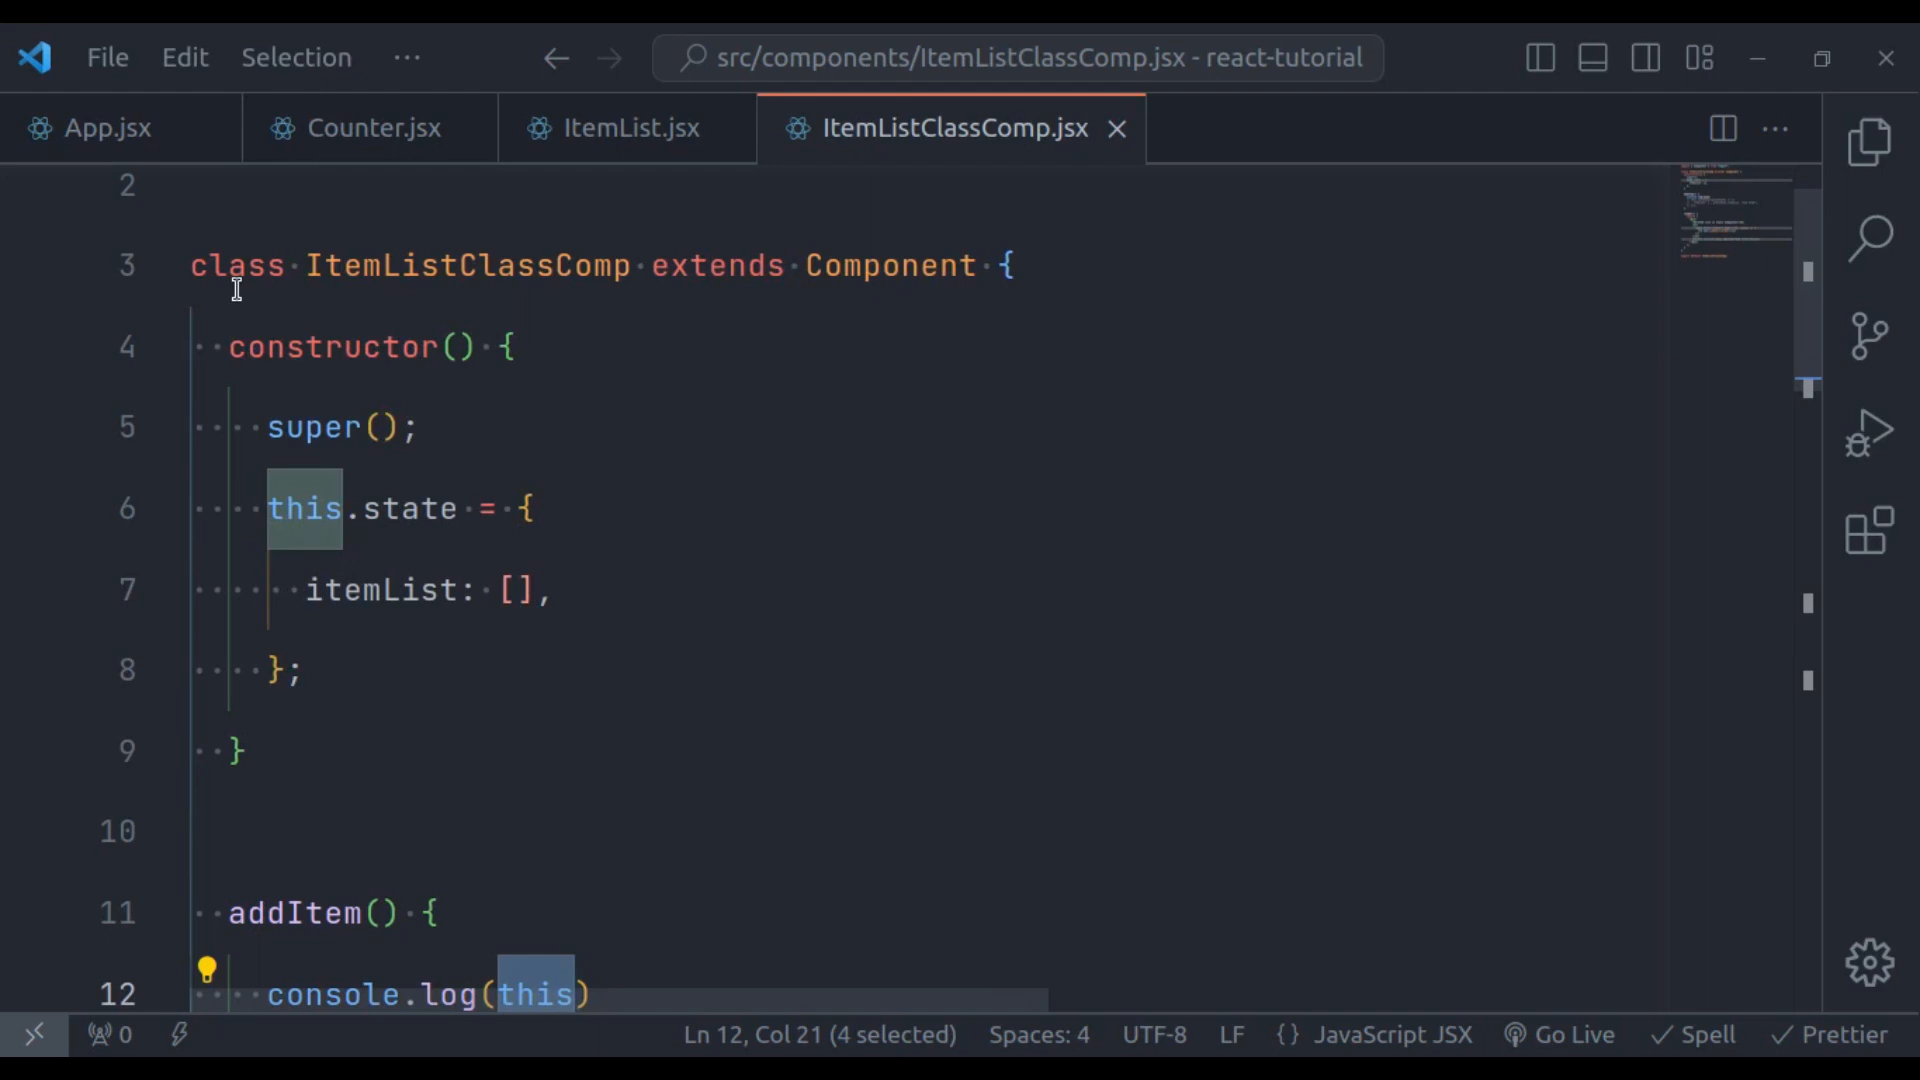 File Edit Selection ··· src/components/ItemListClassComp.jsx - react-tutorial
App.jsx Counter.jsx ItemList.jsx ItemListClassComp.jsx
2
3 class ItemListClassComp extends Component {
4 constructor() {
5 super();
6 this.state = {
7 itemList: [],
8 };
9 }
10
11 addItem() {
12 console.log(this)
0 Ln 12, Col 21 (4 selected) Spaces: 4 UTF-8 LF {} JavaScript JSX Go Live Spell Prettier